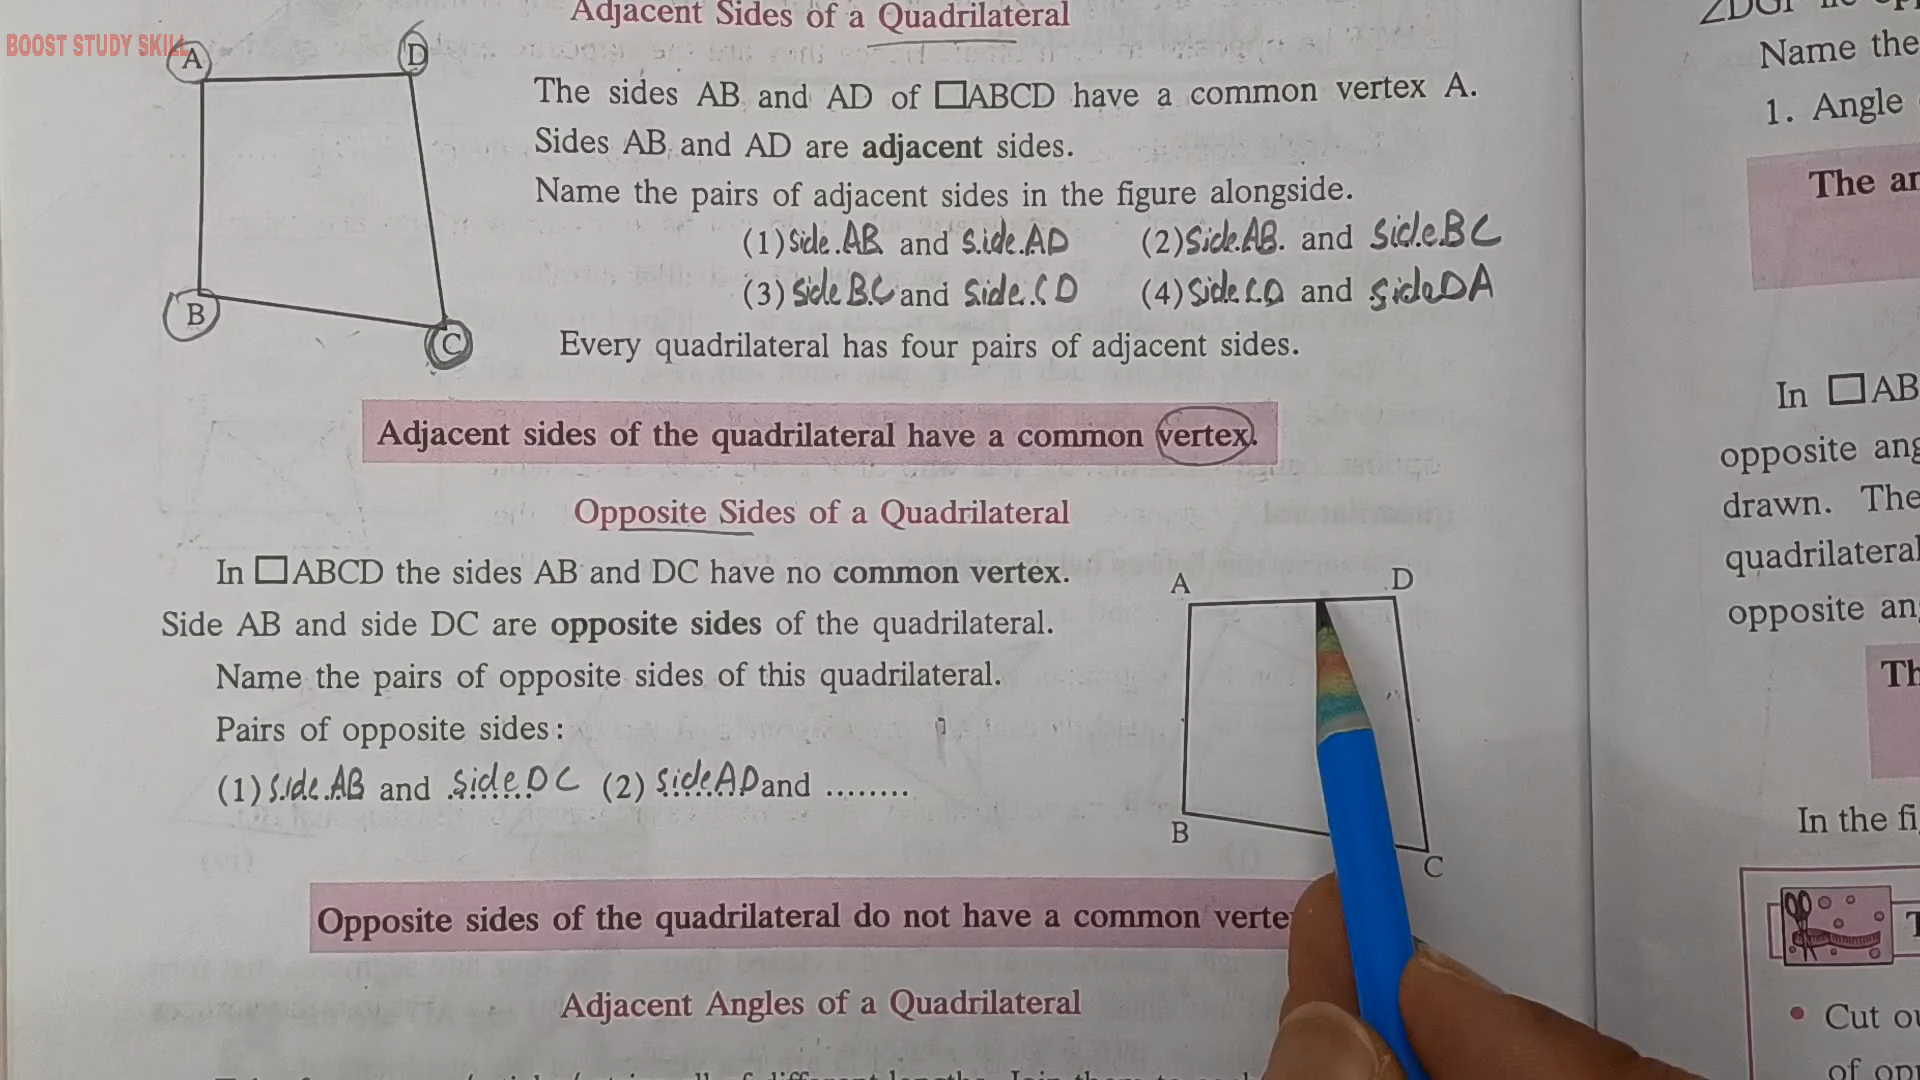 BOOST STUDY SKILL
Adjacent Sides of a Quadrilateral
A
D
B
C
The sides AB and AD of □ABCD have a common vertex A.
Sides AB and AD are adjacent sides.
Name the pairs of adjacent sides in the figure alongside.
(1) Side AB and side AD (2) Side AB and side BC
(3) Side BC and side CD (4) Side CD and side DA
Every quadrilateral has four pairs of adjacent sides.
Adjacent sides of the quadrilateral have a common vertex.
Opposite Sides of a Quadrilateral
In □ABCD the sides AB and DC have no common vertex.
Side AB and side DC are opposite sides of the quadrilateral.
Name the pairs of opposite sides of this quadrilateral.
Pairs of opposite sides:
(1) Side AB and side DC (2) side AD and ........
A
D
B
C
Opposite sides of the quadrilateral do not have a common
Adjacent Angles of a Quadrilateral
Name the
1. Angle
The
In □AB
opposite
drawn. The
quadrilateral
opposite
In the
Cut
of